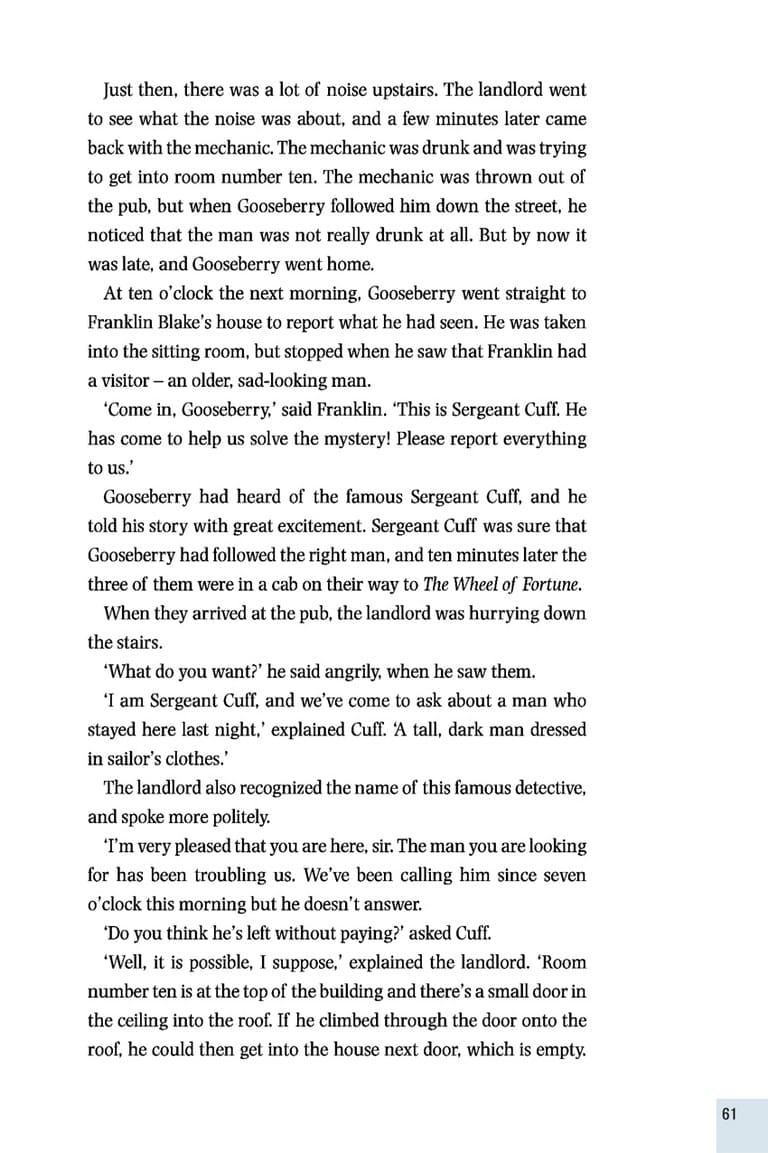 Just then, there was a lot of noise upstairs. The landlord went
to see what the noise was about, and a few minutes later came
back with the mechanic. The mechanic was drunk and was trying
to get into room number ten. The mechanic was thrown out of
the pub, but when Gooseberry followed him down the street, he
noticed that the man was not really drunk at all. But by now it
was late, and Gooseberry went home.
At ten o’clock the next morning, Gooseberry went straight to
Franklin Blake’s house to report what he had seen. He was taken
into the sitting room, but stopped when he saw that Franklin had
a visitor – an older, sad-looking man.
‘Come in, Gooseberry,’ said Franklin. ‘This is Sergeant Cuff. He
has come to help us solve the mystery! Please report everything
to us.’
Gooseberry had heard of the famous Sergeant Cuff, and he
told his story with great excitement. Sergeant Cuff was sure that
Gooseberry had followed the right man, and ten minutes later the
three of them were in a cab on their way to The Wheel of Fortune.
When they arrived at the pub, the landlord was hurrying down
the stairs.
‘What do you want?’ he said angrily, when he saw them.
‘I am Sergeant Cuff, and we’ve come to ask about a man who
stayed here last night,’ explained Cuff. ‘A tall, dark man dressed
in sailor’s clothes.’
The landlord also recognized the name of this famous detective,
and spoke more politely.
‘I’m very pleased that you are here, sir. The man you are looking
for has been troubling us. We’ve been calling him since seven
o’clock this morning but he doesn’t answer.
‘Do you think he’s left without paying?’ asked Cuff.
‘Well, it is possible, I suppose,’ explained the landlord. ‘Room
number ten is at the top of the building and there’s a small door in
the ceiling into the roof. If he climbed through the door onto the
roof, he could then get into the house next door, which is empty.
61